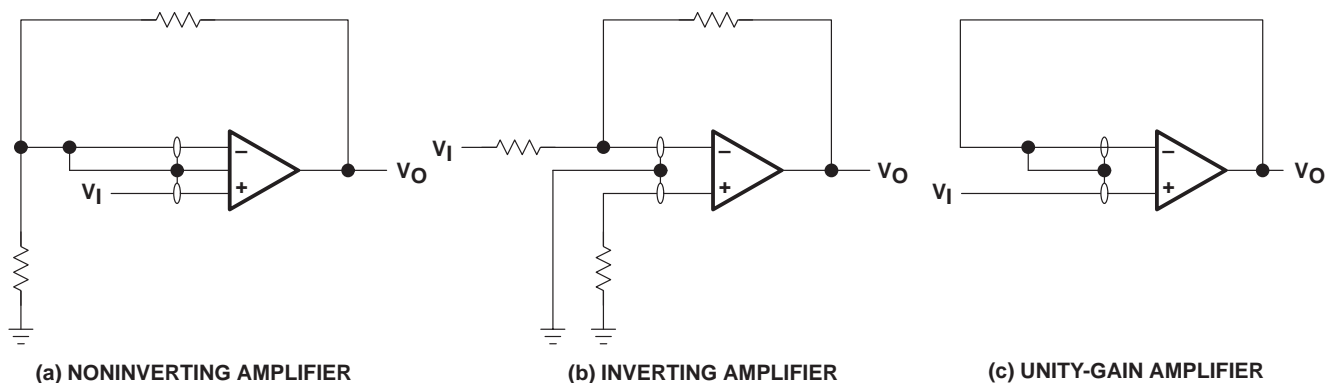 V_I
−
+
V_O
(a) NONINVERTING AMPLIFIER
V_I
−
+
V_O
(b) INVERTING AMPLIFIER
V_I
−
+
V_O
(c) UNITY-GAIN AMPLIFIER